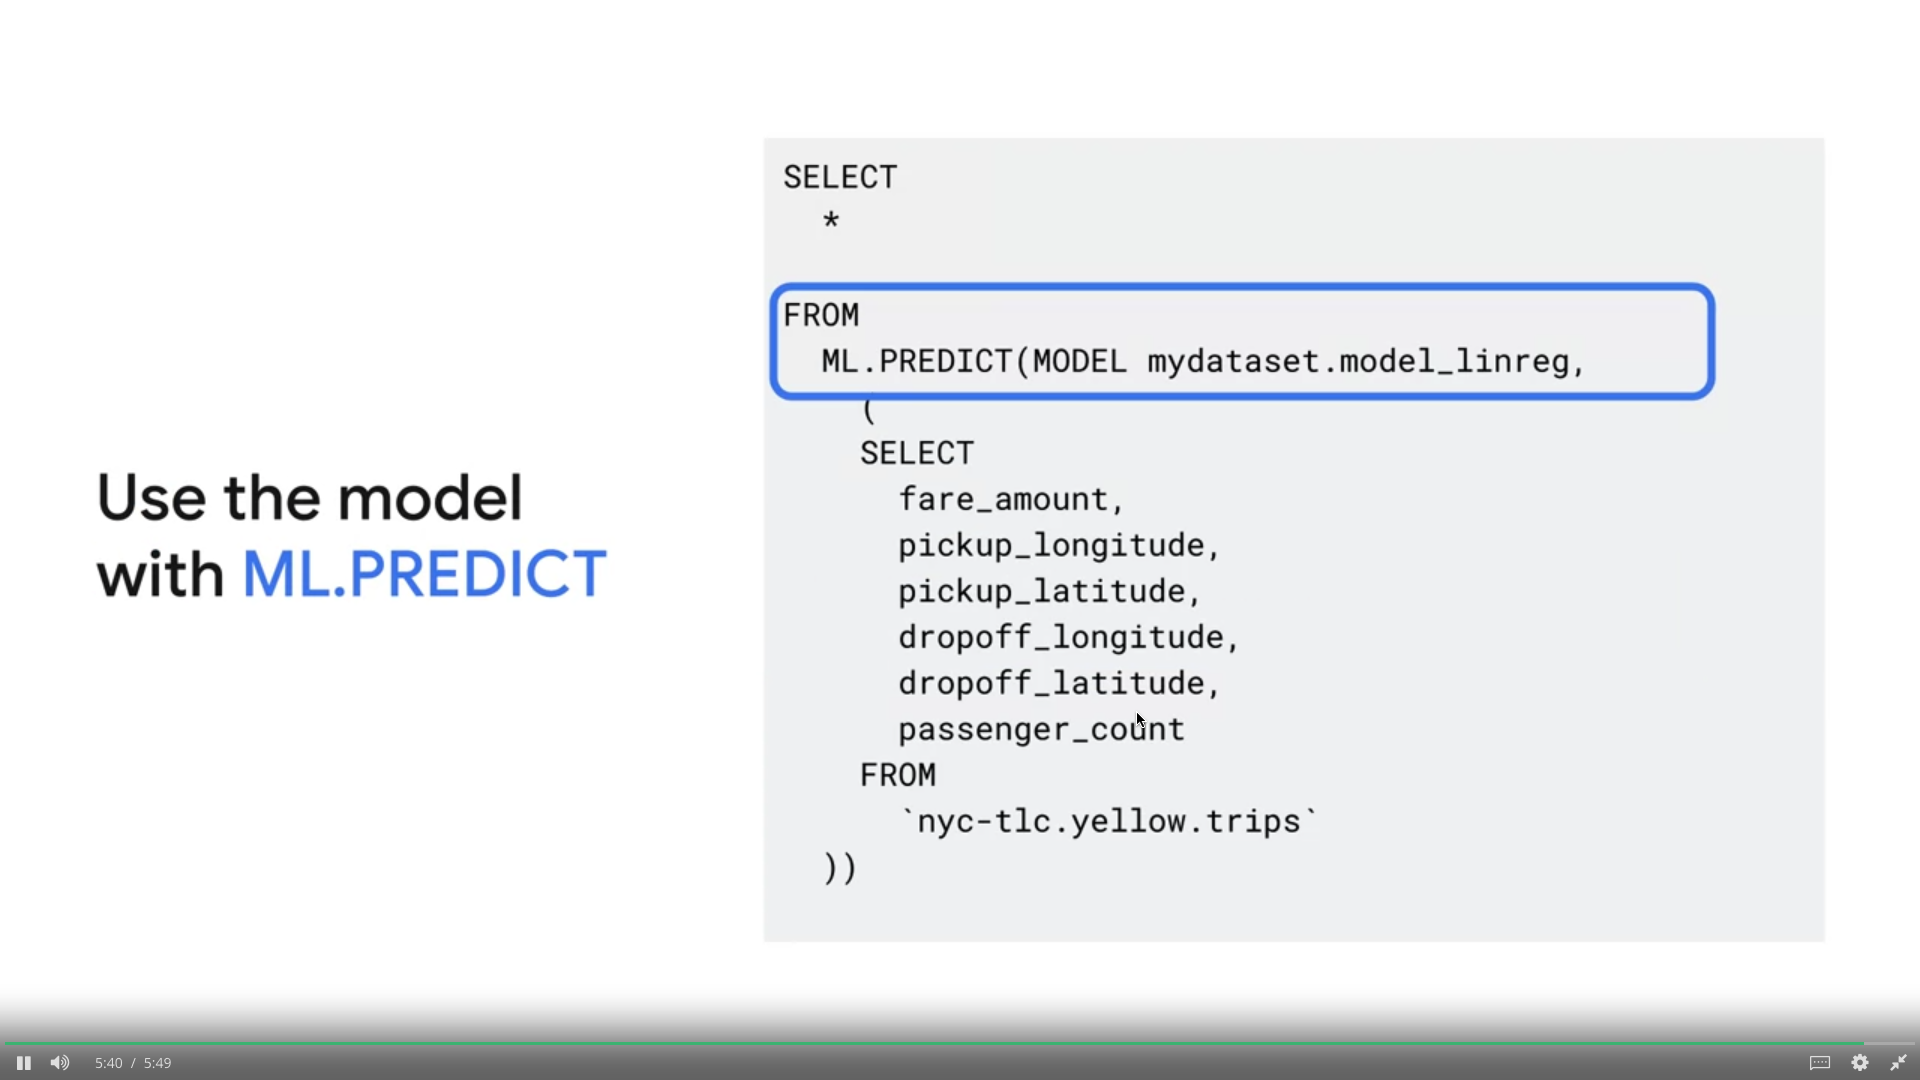 Use the model
with ML.PREDICT
SELECT
*
FROM
ML.PREDICT(MODEL mydataset.model_linreg,
(
SELECT
fare_amount,
pickup_longitude,
pickup_latitude,
dropoff_longitude,
dropoff_latitude,
passenger_count
FROM
`nyc-tlc.yellow.trips`
))
5:40 / 5:49